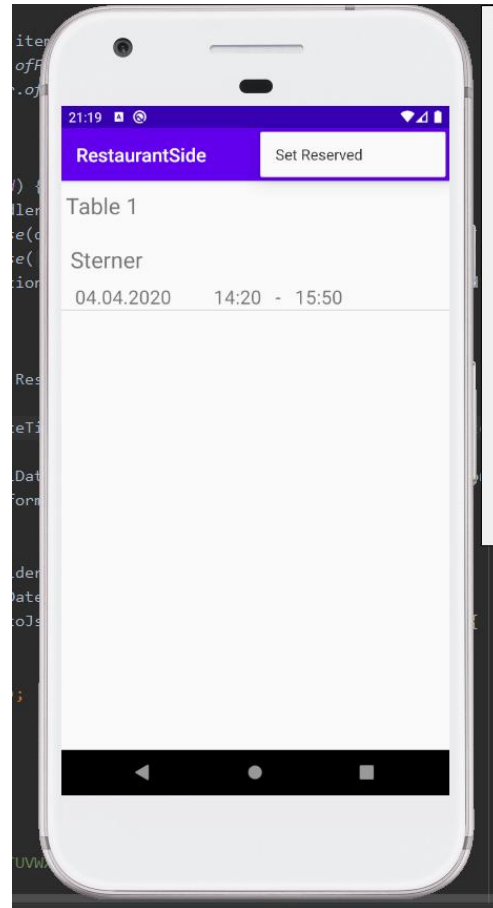 21:19
RestaurantSide
Set Reserved
Table 1
Sterner
04.04.2020 14:20 - 15:50